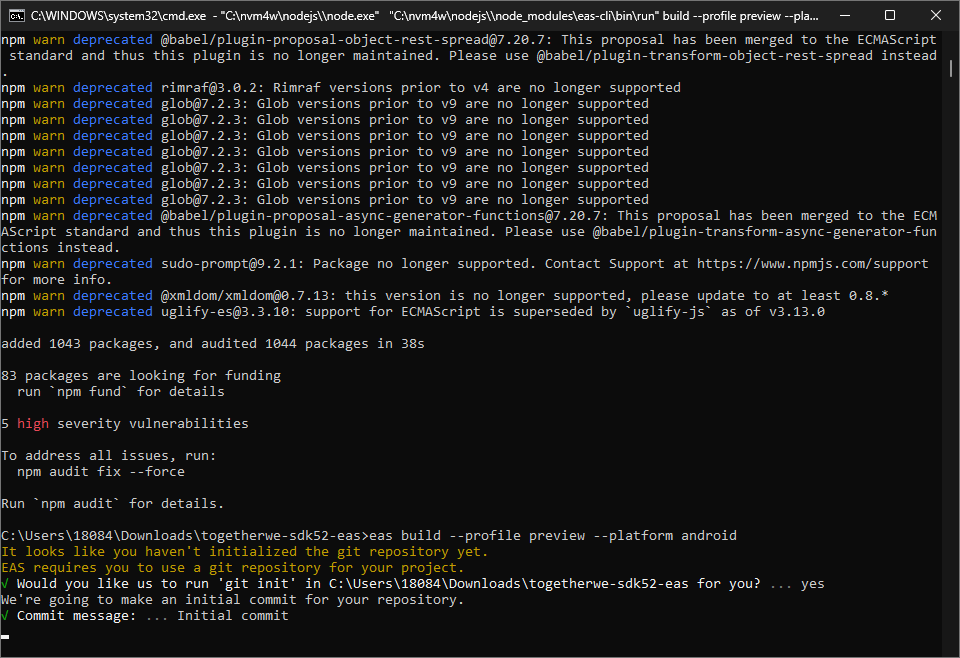 C:\WINDOWS\system32\cmd.exe - "C:\nvm4w\nodejs\\node.exe" "C:\nvm4w\nodejs\\node_modules\eas-cli\bin\run" build --profile preview --pla...
npm warn deprecated @babel/plugin-proposal-object-rest-spread@7.20.7: This proposal has been merged to the ECMAScript
 standard and thus this plugin is no longer maintained. Please use @babel/plugin-transform-object-rest-spread instead
.
npm warn deprecated rimraf@3.0.2: Rimraf versions prior to v4 are no longer supported
npm warn deprecated glob@7.2.3: Glob versions prior to v9 are no longer supported
npm warn deprecated glob@7.2.3: Glob versions prior to v9 are no longer supported
npm warn deprecated glob@7.2.3: Glob versions prior to v9 are no longer supported
npm warn deprecated glob@7.2.3: Glob versions prior to v9 are no longer supported
npm warn deprecated glob@7.2.3: Glob versions prior to v9 are no longer supported
npm warn deprecated glob@7.2.3: Glob versions prior to v9 are no longer supported
npm warn deprecated glob@7.2.3: Glob versions prior to v9 are no longer supported
npm warn deprecated @babel/plugin-proposal-async-generator-functions@7.20.7: This proposal has been merged to the ECM
AScript standard and thus this plugin is no longer maintained. Please use @babel/plugin-transform-async-generator-fun
ctions instead.
npm warn deprecated sudo-prompt@9.2.1: Package no longer supported. Contact Support at https://www.npmjs.com/support
for more info.
npm warn deprecated @xmldom/xmldom@0.7.13: this version is no longer supported, please update to at least 0.8.*
npm warn deprecated uglify-es@3.3.10: support for ECMAScript is superseded by `uglify-js` as of v3.13.0
added 1043 packages, and audited 1044 packages in 38s
83 packages are looking for funding
  run `npm fund` for details
5 high severity vulnerabilities
To address all issues, run:
  npm audit fix --force
Run `npm audit` for details.
C:\Users\18084\Downloads\togetherwe-sdk52-eas>eas build --profile preview --platform android
It looks like you haven't initialized the git repository yet.
EAS requires you to use a git repository for your project.
√ Would you like us to run 'git init' in C:\Users\18084\Downloads\togetherwe-sdk52-eas for you? ... yes
We're going to make an initial commit for your repository.
√ Commit message: ... Initial commit